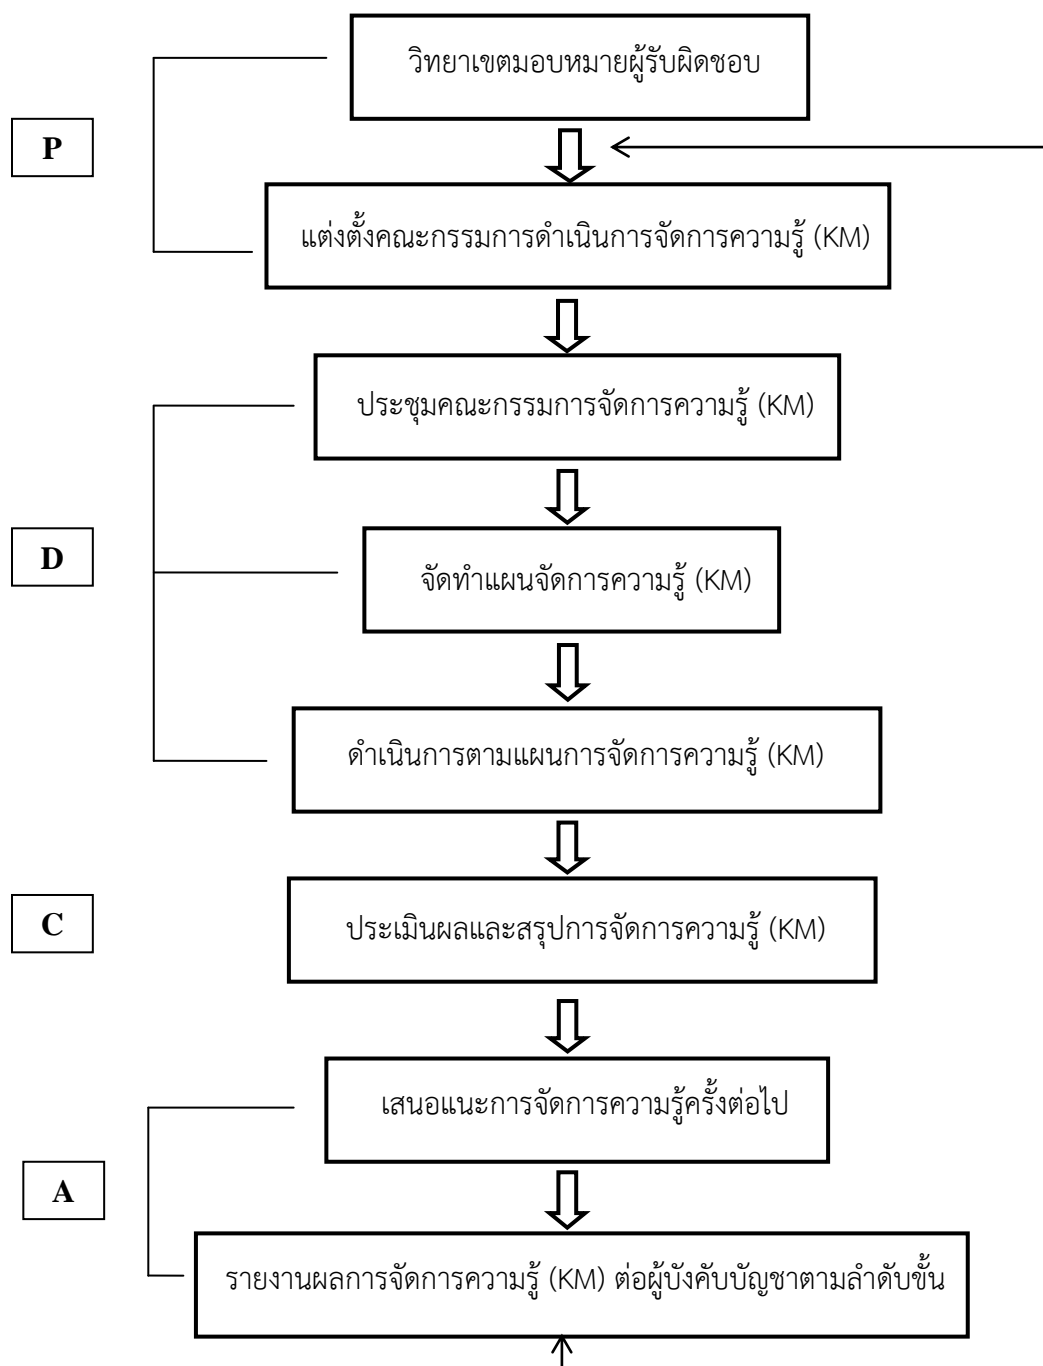 วิทยาเขตมอบหมายผู้รับผิดชอบ
P
แต่งตั้งคณะกรรมการดำเนินการจัดการความรู้ (KM)
ประชุมคณะกรรมการจัดการความรู้ (KM)
D
จัดทำแผนจัดการความรู้ (KM)
ดำเนินการตามแผนการจัดการความรู้ (KM)
C
ประเมินผลและสรุปการจัดการความรู้ (KM)
เสนอแนะการจัดการความรู้ครั้งต่อไป
A
รายงานผลการจัดการความรู้ (KM) ต่อผู้บังคับบัญชาตามลำดับขั้น